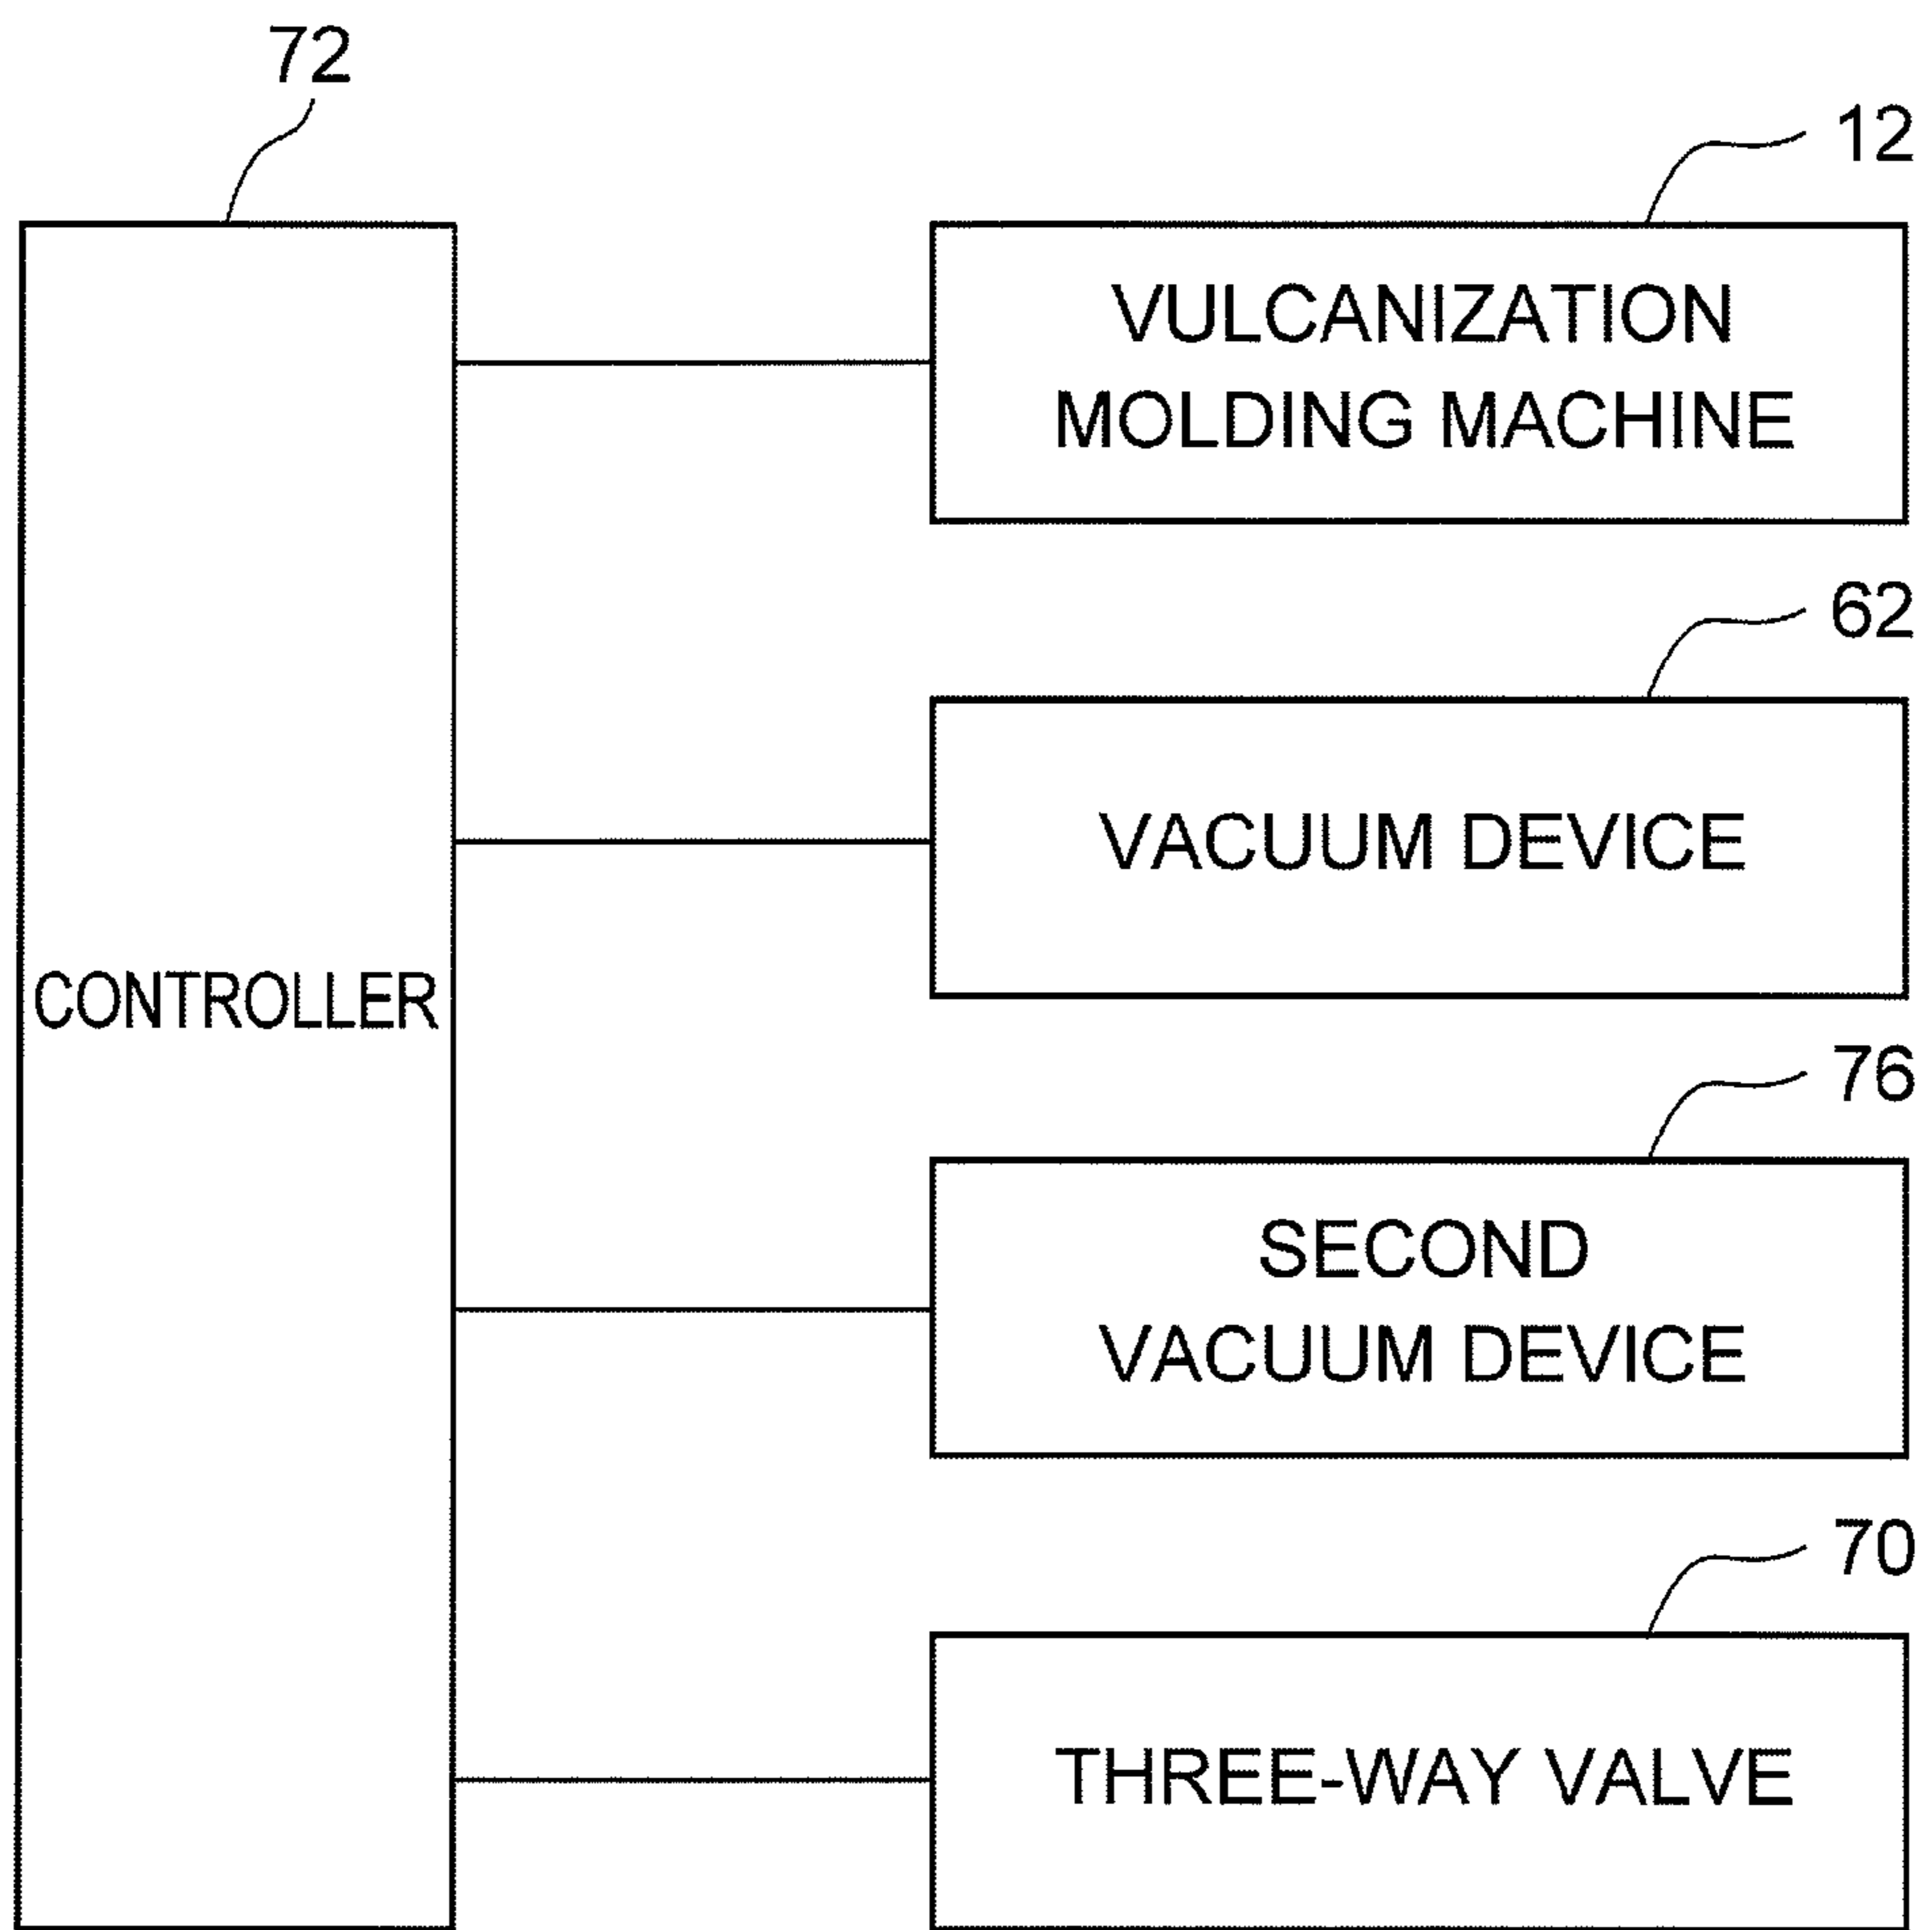 72
CONTROLLER
12
VULCANIZATION
MOLDING MACHINE
62
VACUUM DEVICE
76
SECOND
VACUUM DEVICE
70
THREE-WAY VALVE